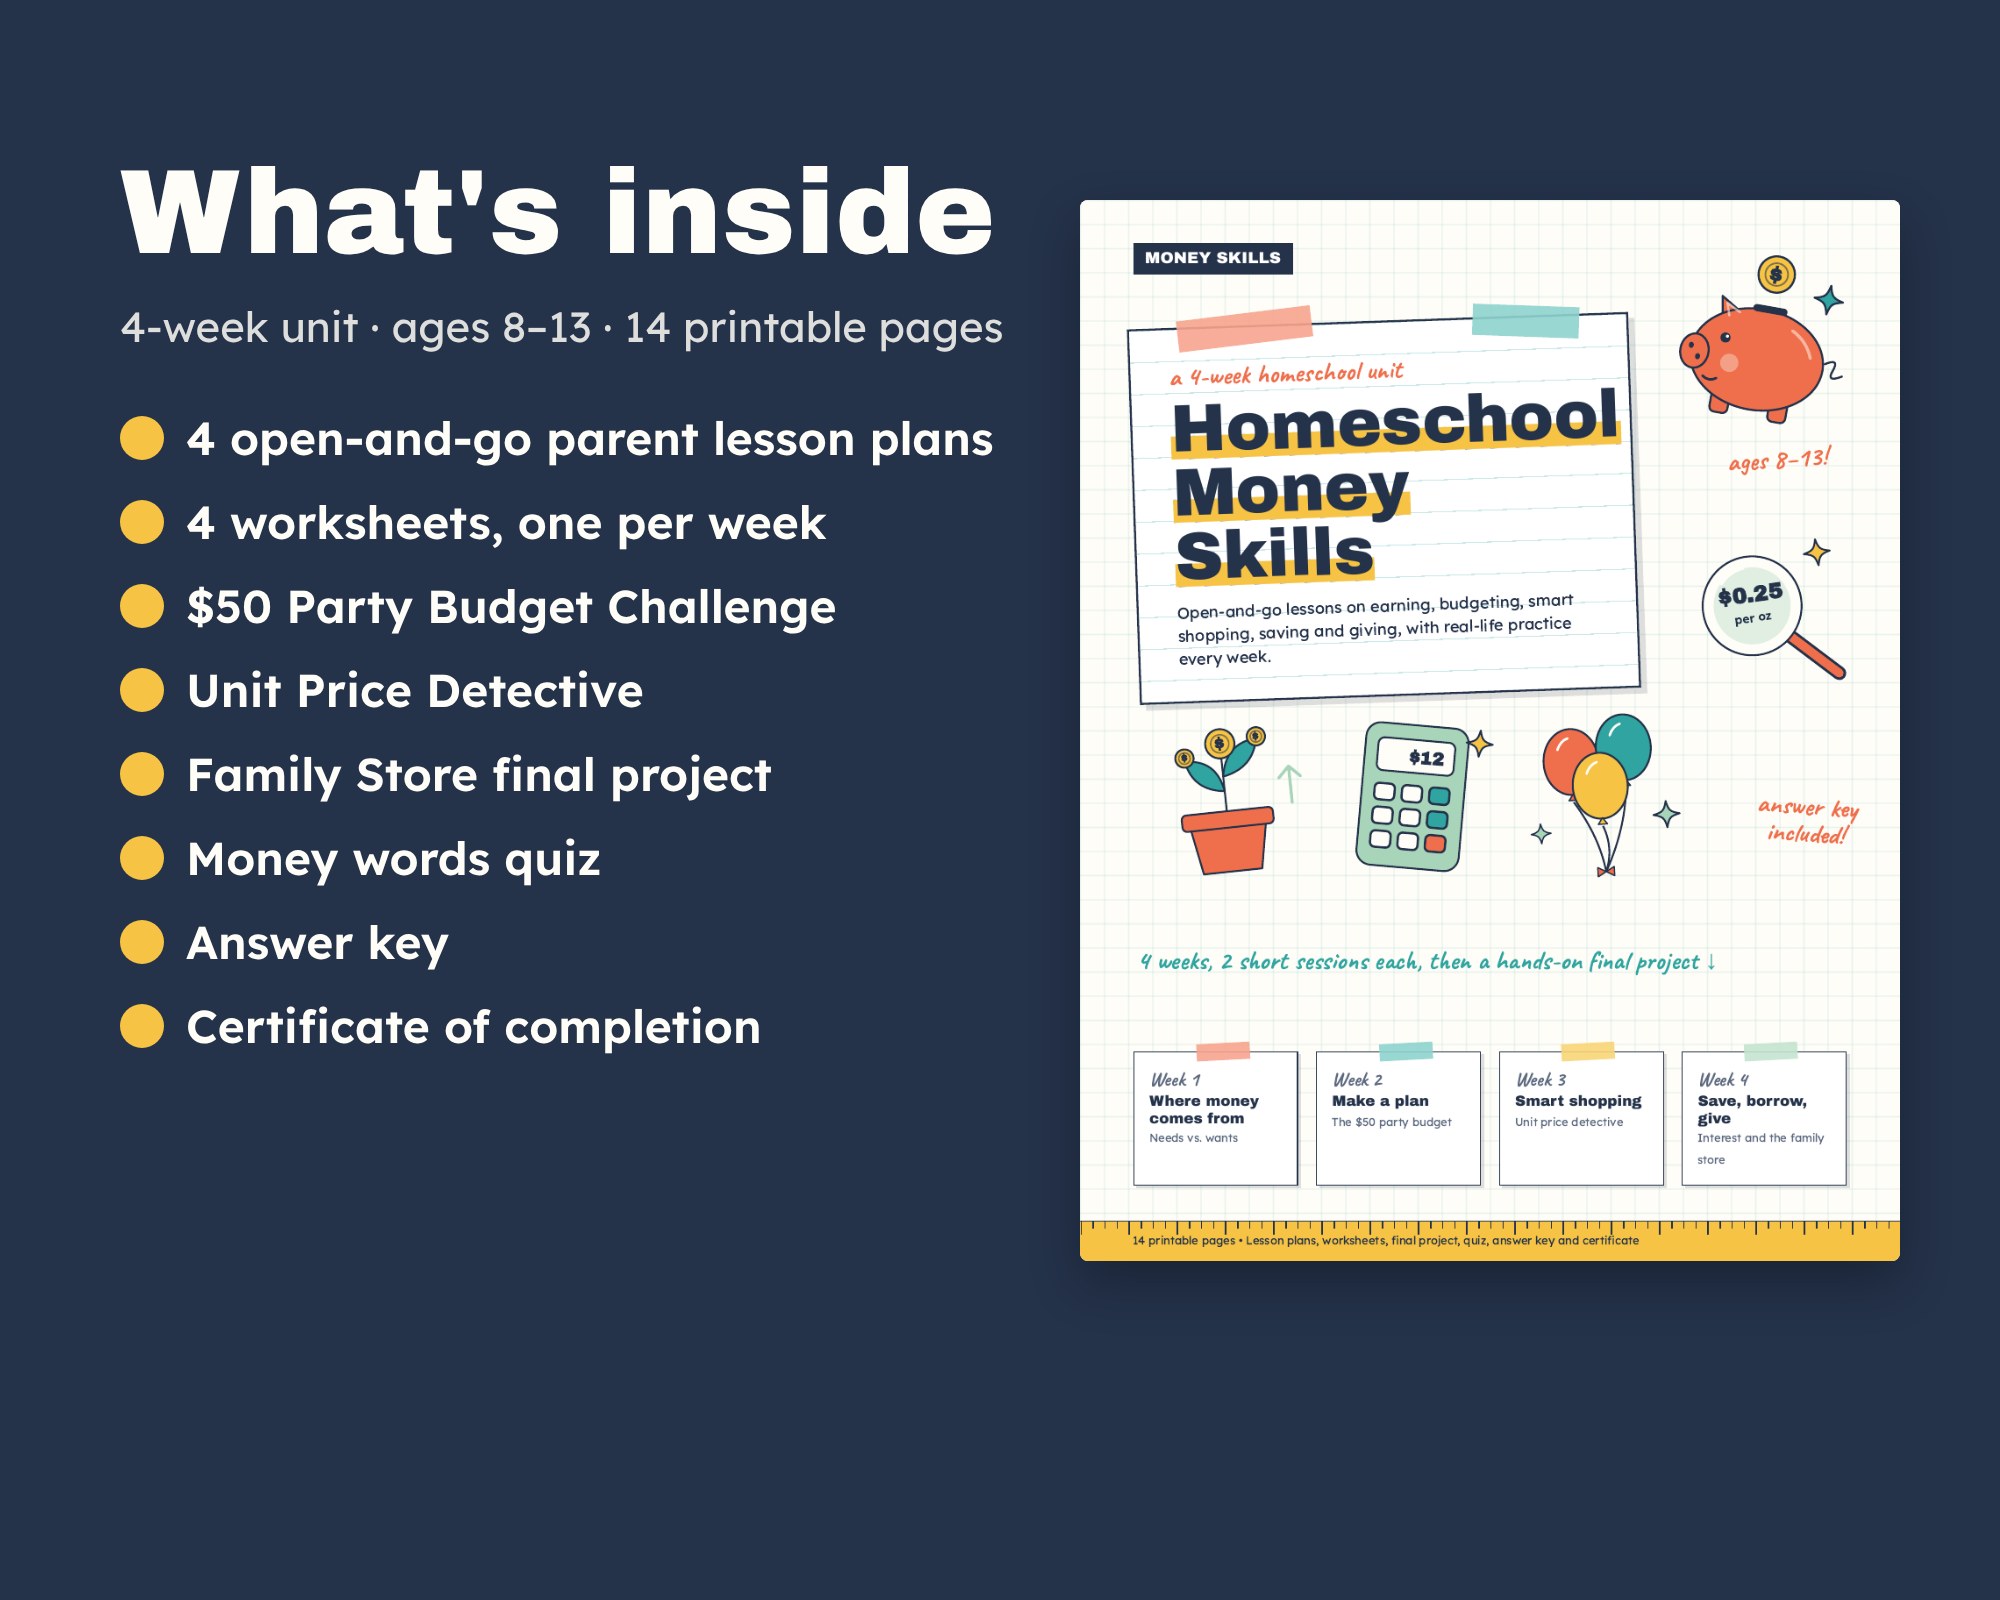 What's inside
4-week unit · ages 8–13 · 14 printable pages
4 open-and-go parent lesson plans
4 worksheets, one per week
$50 Party Budget Challenge
Unit Price Detective
Family Store final project
Money words quiz
Answer key
Certificate of completion
MONEY SKILLS
$
a 4-week homeschool unit
Homeschool
Money
Skills
Open-and-go lessons on earning, budgeting, smart
shopping, saving and giving, with real-life practice
every week.
ages 8–13!
$0.25
per oz
$ $ $
$12
answer key
included!
4 weeks, 2 short sessions each, then a hands-on final project ↓
Week 1
Where money
comes from
Needs vs. wants
Week 2
Make a plan
The $50 party budget
Week 3
Smart shopping
Unit price detective
Week 4
Save, borrow,
give
Interest and the family
store
14 printable pages • Lesson plans, worksheets, final project, quiz, answer key and certificate